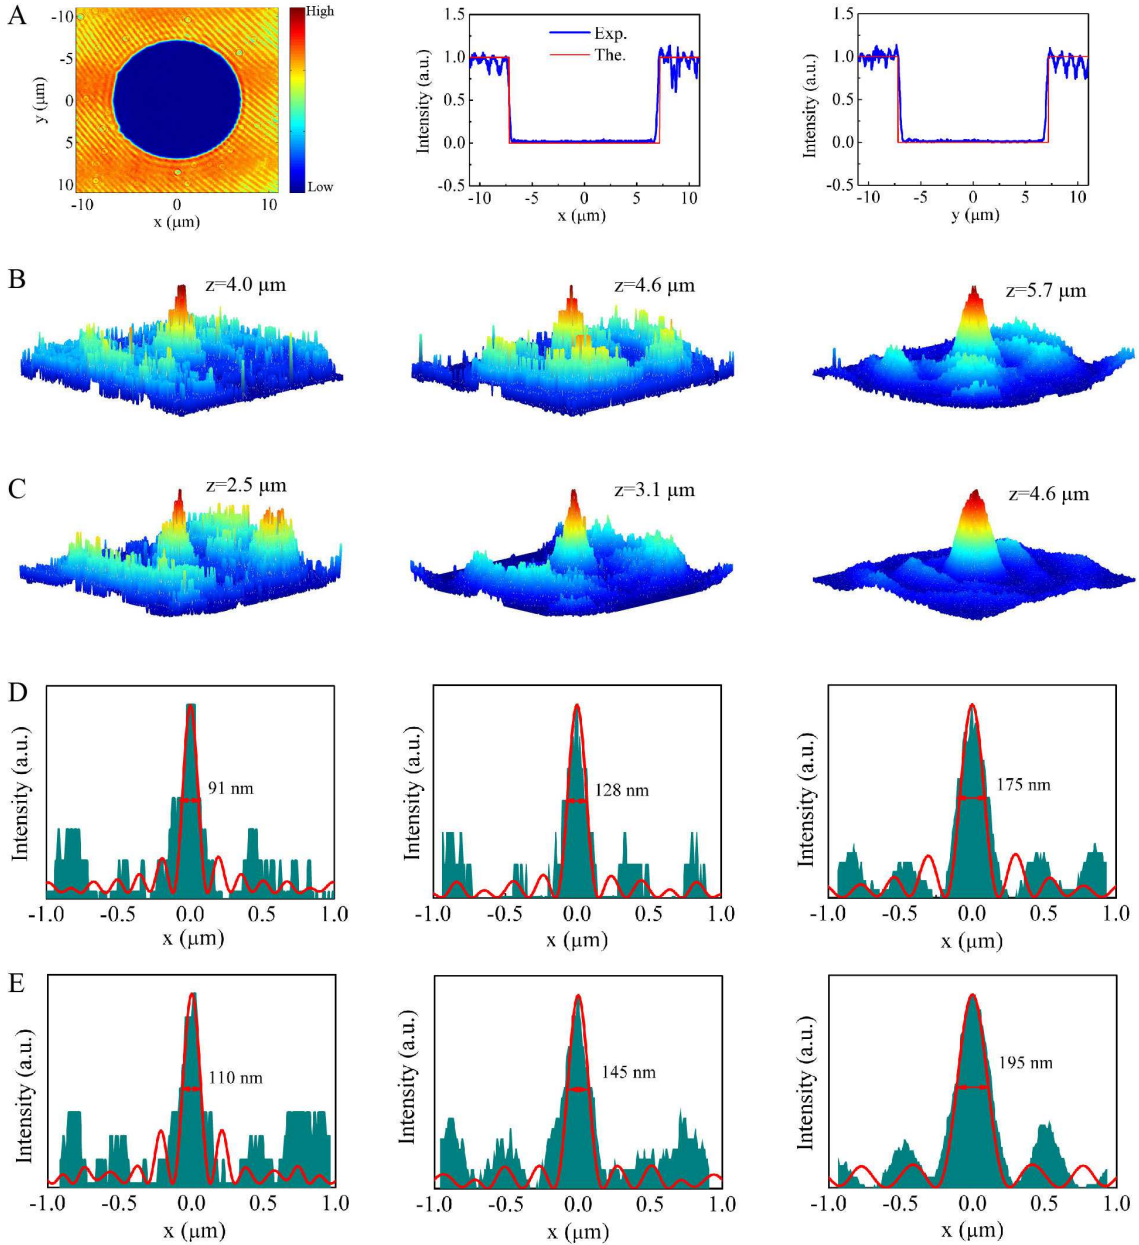 A
-10
-5
0
5
10
y (μm)
-10
0
10
x (μm)
High
Low
1.5
1.0
0.5
0.0
-0.5
Intensity (a.u.)
Exp.
The.
-10
-5
0
5
10
x (μm)
1.5
1.0
0.5
0.0
-0.5
Intensity (a.u.)
-10
-5
0
5
10
y (μm)
B
z=4.0 μm
z=4.6 μm
z=5.7 μm
C
z=2.5 μm
z=3.1 μm
z=4.6 μm
D
Intensity (a.u.)
91 nm
-1.0
-0.5
0.0
0.5
1.0
x (μm)
Intensity (a.u.)
128 nm
-1.0
-0.5
0.0
0.5
1.0
x (μm)
Intensity (a.u.)
175 nm
-1.0
-0.5
0.0
0.5
1.0
x (μm)
E
Intensity (a.u.)
110 nm
-1.0
-0.5
0.0
0.5
1.0
x (μm)
Intensity (a.u.)
145 nm
-1.0
-0.5
0.0
0.5
1.0
x (μm)
Intensity (a.u.)
195 nm
-1.0
-0.5
0.0
0.5
1.0
x (μm)